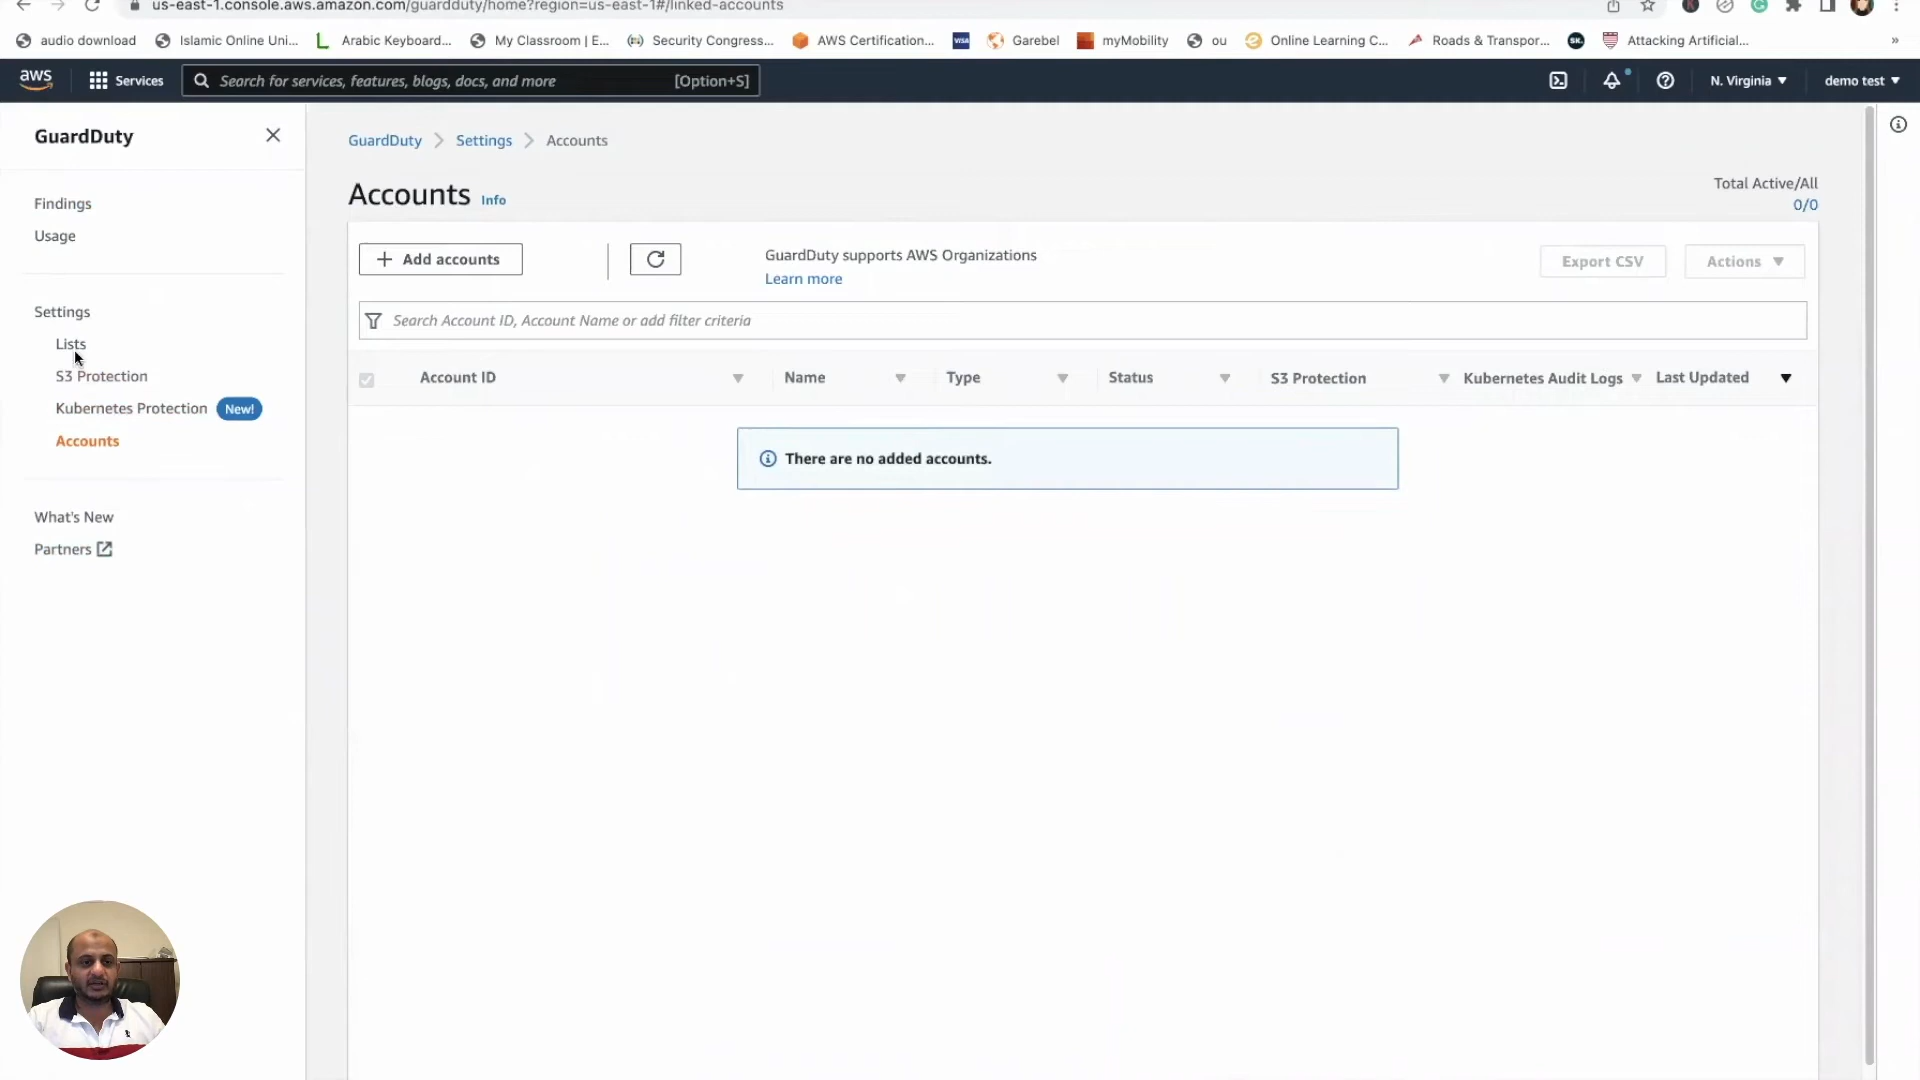 us-east-1.console.aws.amazon.com/guardduty/home?region=us-east-1#/linked-accounts
audio download
Islamic Online Uni...
Arabic Keyboard...
My Classroom | E...
Security Congress...
AWS Certification...
VISA
Garebel
myMobility
ou
Online Learning C...
Roads & Transpor...
SK.
Attacking Artificial...
»
aws
Services
Search for services, features, blogs, docs, and more
[Option+S]
N. Virginia
demo test
GuardDuty
Findings
Usage
Settings
Lists
S3 Protection
Kubernetes Protection New!
Accounts
What's New
Partners
GuardDuty > Settings > Accounts
Accounts Info
Total Active/All
0/0
+ Add accounts
GuardDuty supports AWS Organizations
Learn more
Export CSV
Actions
Search Account ID, Account Name or add filter criteria
Account ID
Name
Type
Status
S3 Protection
Kubernetes Audit Logs
Last Updated
There are no added accounts.